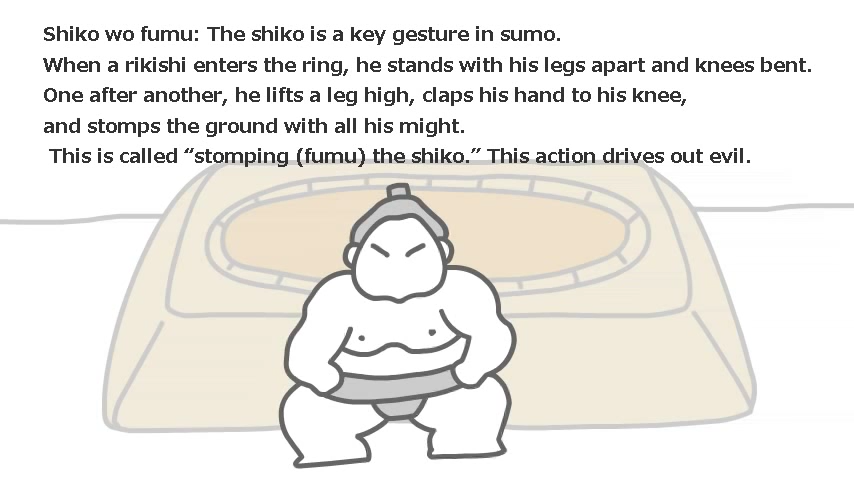 Shiko wo fumu: The shiko is a key gesture in sumo.
When a rikishi enters the ring, he stands with his legs apart and knees bent.
One after another, he lifts a leg high, claps his hand to his knee,
and stomps the ground with all his might.
This is called “stomping (fumu) the shiko.” This action drives out evil.